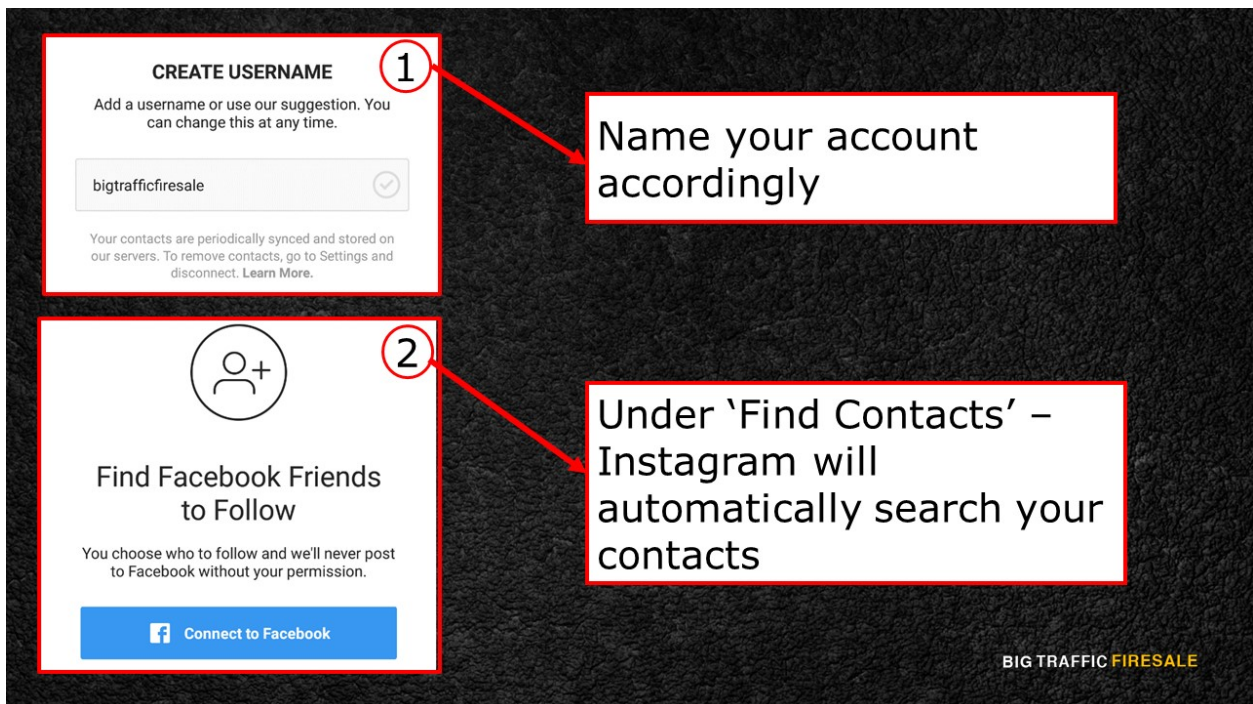 CREATE USERNAME
1
Add a username or use our suggestion. You
can change this at any time.
bigtrafficfiresale
Your contacts are periodically synced and stored on
our servers. To remove contacts, go to Settings and
disconnect. Learn More.
Name your account
accordingly
2
Find Facebook Friends
to Follow
You choose who to follow and we'll never post
to Facebook without your permission.
Connect to Facebook
Under ‘Find Contacts’ –
Instagram will
automatically search your
contacts
BIG TRAFFIC FIRESALE